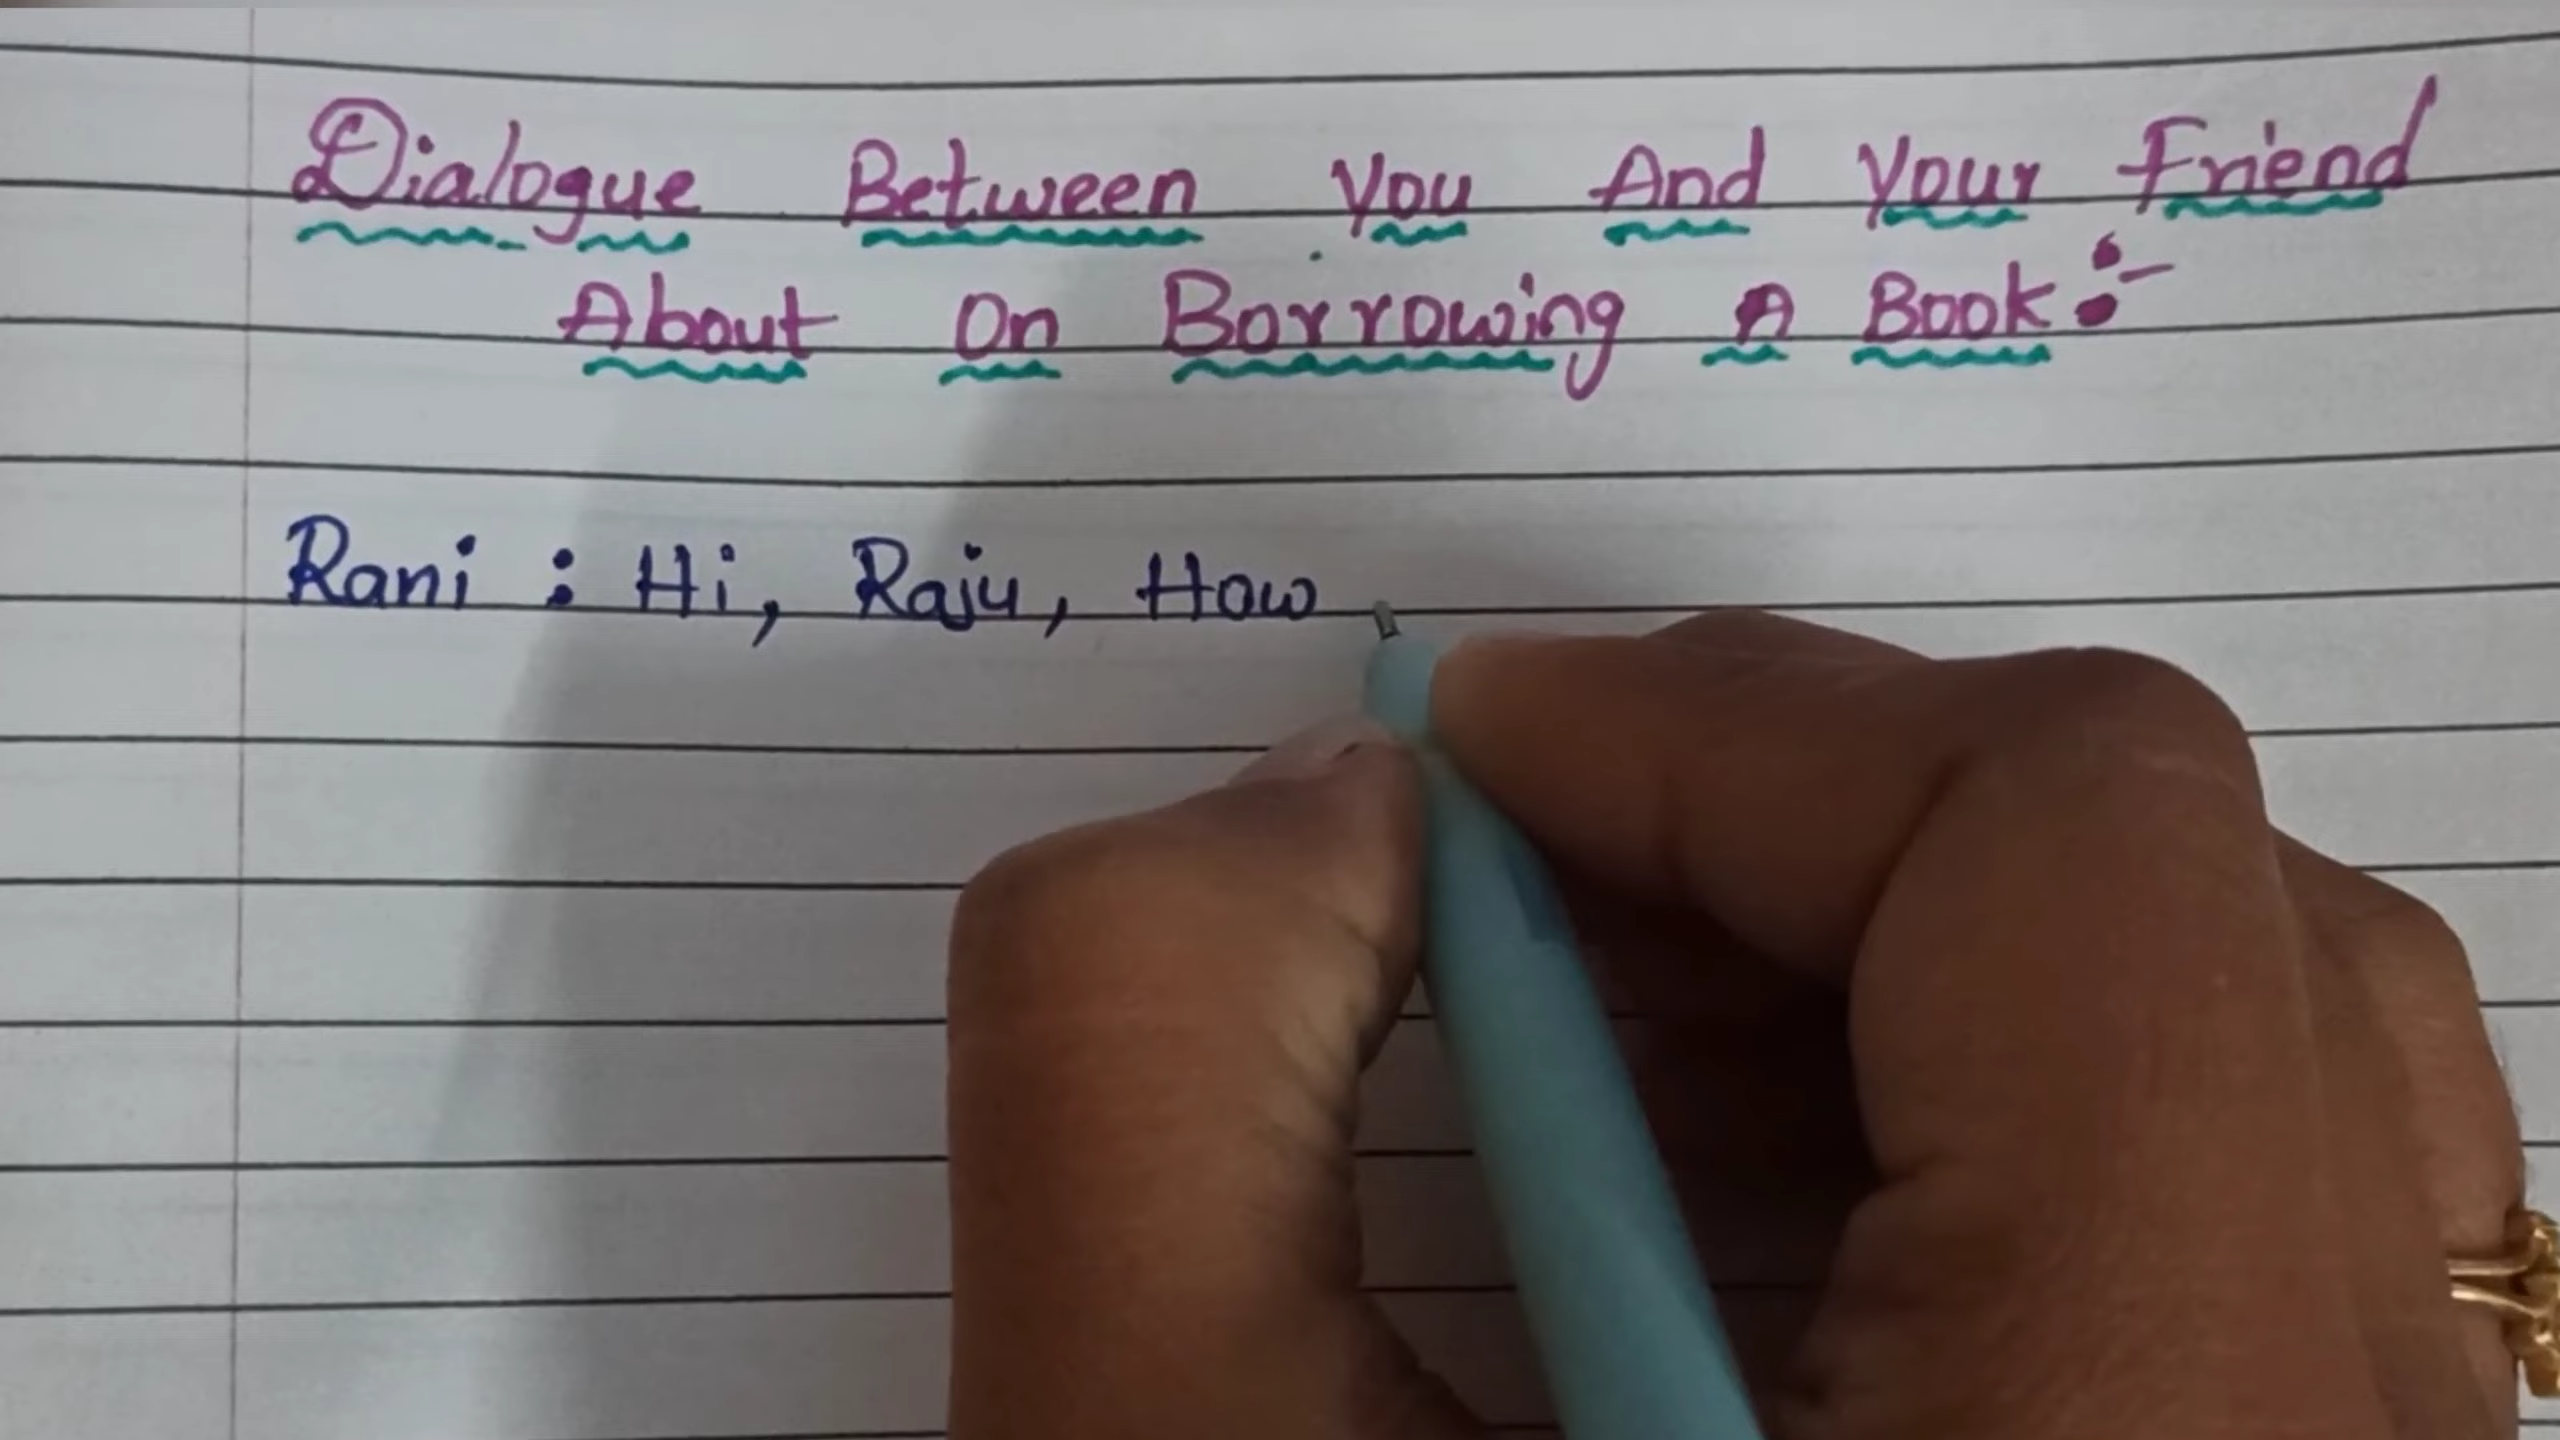 Dialogue Between You And Your Friend
About On Borrowing A Book:-
Rani : Hi, Raju, How